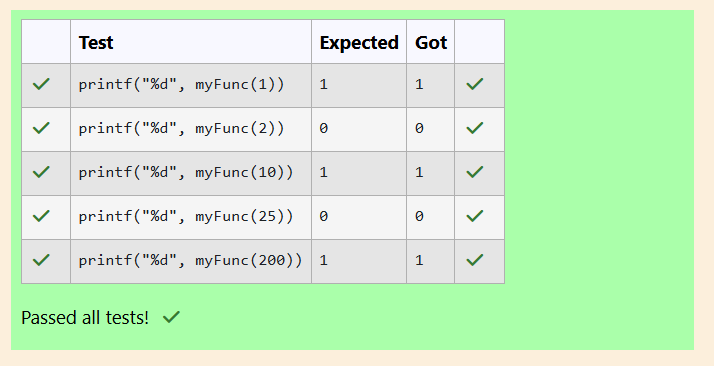 Test Expected Got
printf("%d", myFunc(1)) 1 1
printf("%d", myFunc(2)) 0 0
printf("%d", myFunc(10)) 1 1
printf("%d", myFunc(25)) 0 0
printf("%d", myFunc(200)) 1 1
Passed all tests!